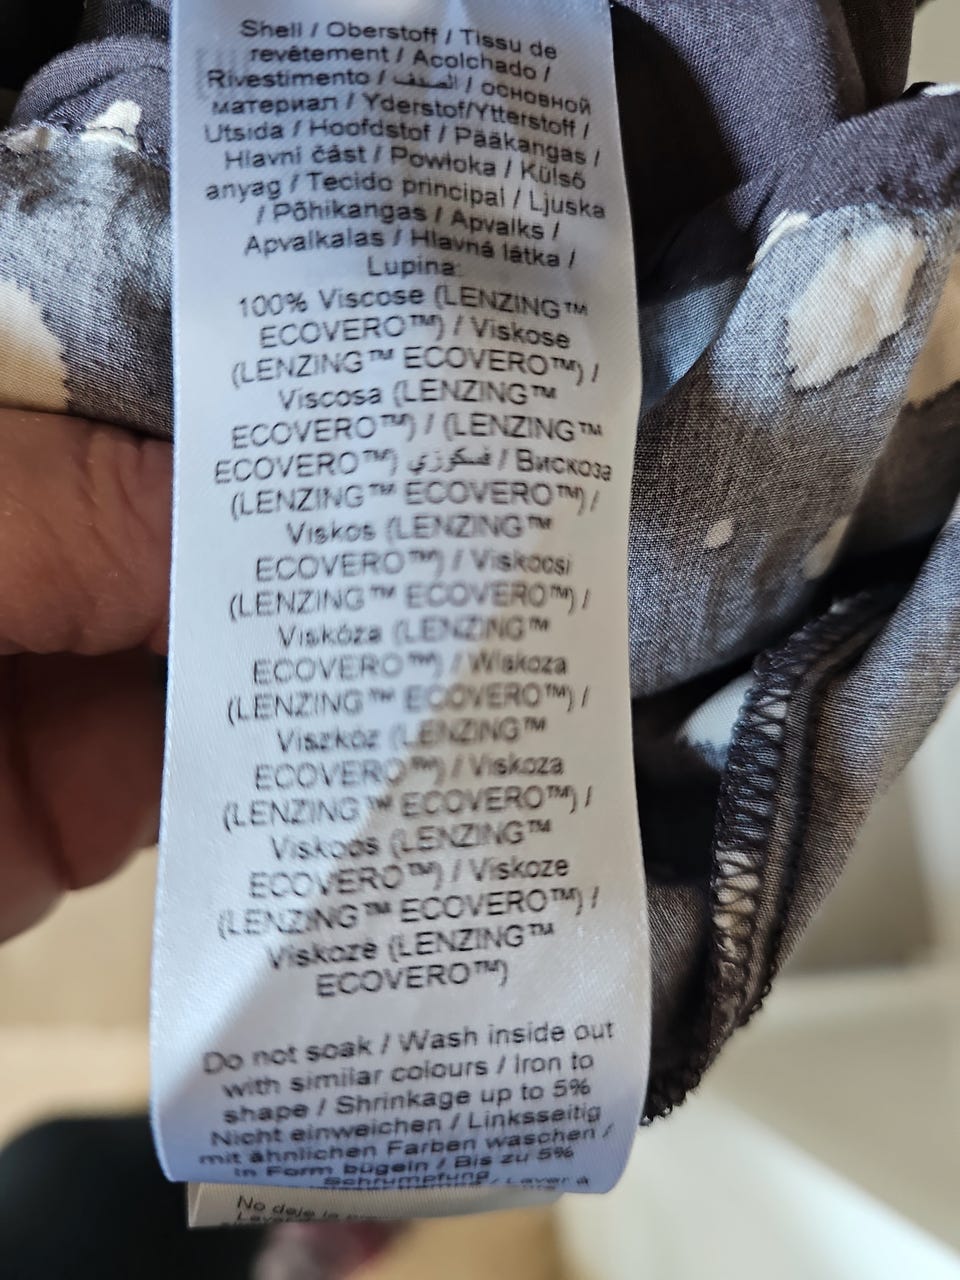 Shell / Oberstoff / Tissu de
revêtement / Acolchado /
Rivestimento / الصدف / основной
материал / Yderstof/Ytterstoff /
Utsida / Hoofdstof / Pääkangas /
Hlavní část / Powłoka / Külső
anyag / Tecido principal / Ljuska
/ Põhikangas / Apvalks /
Apvalkalas / Hlavná látka /
Lupina:
100% Viscose (LENZING™
ECOVERO™) / Viskose
(LENZING™ ECOVERO™) /
Viscosa (LENZING™
ECOVERO™) / (LENZING™
ECOVERO™) فسكوزي / Вискоза
(LENZING™ ECOVERO™) /
Viskos (LENZING™
ECOVERO™) / Viskoosi
(LENZING™ ECOVERO™) /
Viskóza (LENZING™
ECOVERO™) / Wiskoza
(LENZING™ ECOVERO™) /
Viszkóz (LENZING™
ECOVERO™) / Viskoza
(LENZING™ ECOVERO™) /
Viskoos (LENZING™
ECOVERO™) / Viskoze
(LENZING™ ECOVERO™) /
Viskozė (LENZING™
ECOVERO™)
Do not soak / Wash inside out
with similar colours / Iron to
shape / Shrinkage up to 5%
Nicht einweichen / Linksseitig
mit ähnlichen Farben waschen /
in Form bügeln / Bis zu 5%
Schrumpfung
No deje